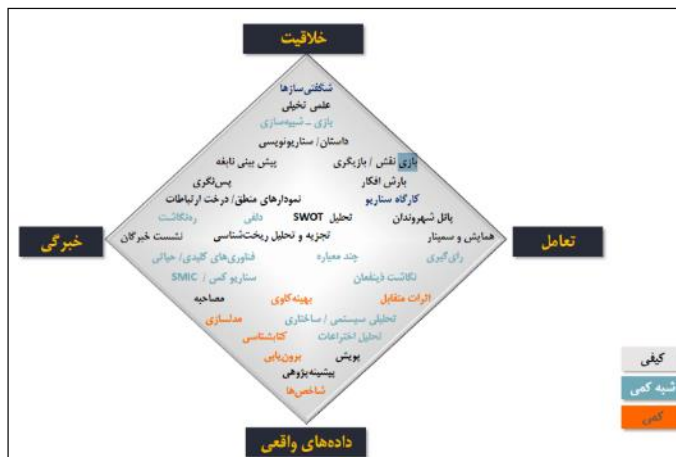 خلاقیت
شگفتی‌سازها
علمی تخیلی
بازی ـ شبیه‌سازی
داستان/ سناریونویسی
بازی نقش / بازیگری پیش بینی نابغه
بارش افکار پس‌نگری
کارگاه سناریو نمودارهای منطق/ درخت ارتباطات
پانل شهروندان تحلیل SWOT دلفی ره‌نگاشت
همایش و سمینار تجزیه و تحلیل ریخت‌شناسی نشست خبرگان
تعامل خبرگی
رای‌گیری چند معیاره فناوری‌های کلیدی/ حیاتی
نگاشت ذینفعان سناریو کمی / SMIC
اثرات متقابل بهینه‌کاوی مصاحبه
تحلیلی سیستمی / ساختاری مدلسازی
تحلیل اختراعات کتابشناسی
پویش برون‌یابی
پیشینه‌پژوهی
شاخص‌ها
داده‌های واقعی
کیفی
شبه کمی
کمی